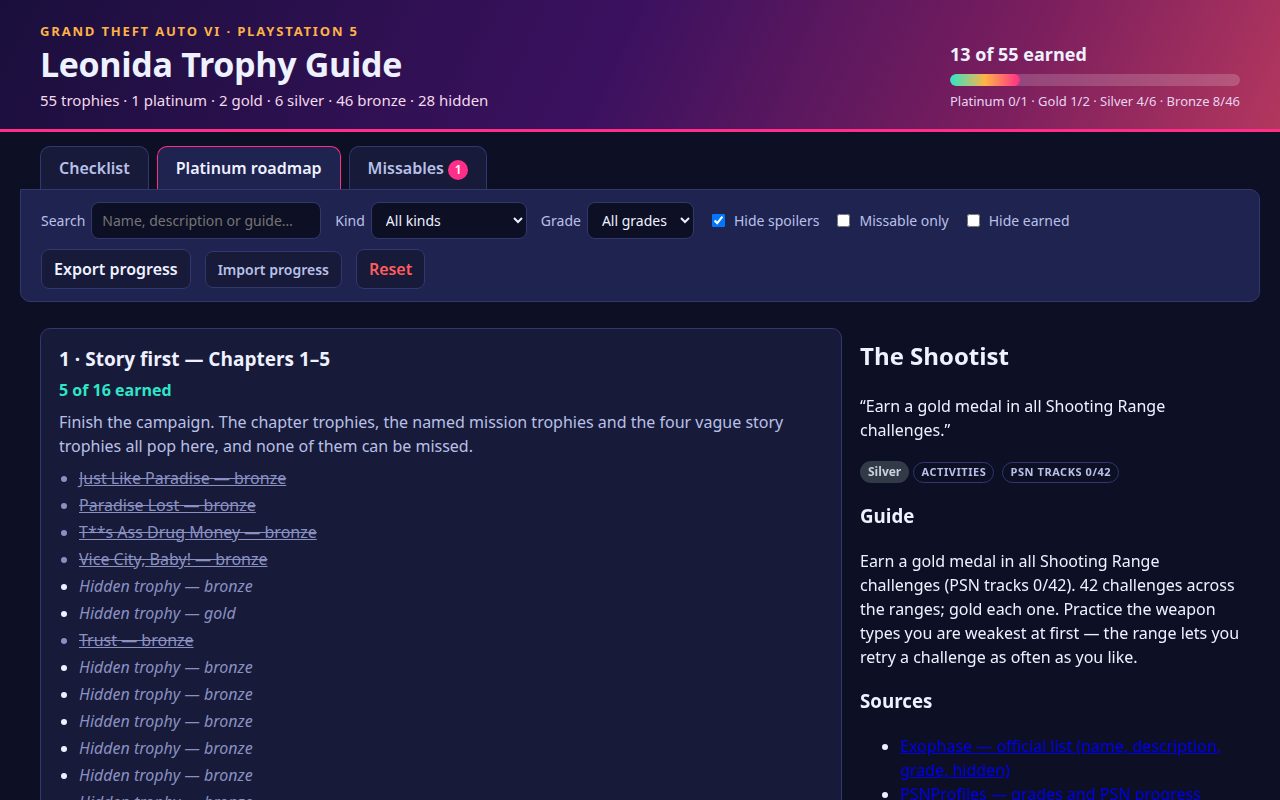 GRAND THEFT AUTO VI · PLAYSTATION 5
Leonida Trophy Guide
55 trophies · 1 platinum · 2 gold · 6 silver · 46 bronze · 28 hidden
13 of 55 earned
Platinum 0/1 · Gold 1/2 · Silver 4/6 · Bronze 8/46
Checklist
Platinum roadmap
Missables 1
Search
Name, description or guide...
Kind
All kinds
Grade
All grades
Hide spoilers
Missable only
Hide earned
Export progress
Import progress
Reset
1 · Story first — Chapters 1–5
5 of 16 earned
Finish the campaign. The chapter trophies, the named mission trophies and the four vague story
trophies all pop here, and none of them can be missed.
Just Like Paradise — bronze
Paradise Lost — bronze
T**s Ass Drug Money — bronze
Vice City, Baby! — bronze
Hidden trophy — bronze
Hidden trophy — gold
Trust — bronze
Hidden trophy — bronze
Hidden trophy — bronze
Hidden trophy — bronze
Hidden trophy — bronze
Hidden trophy — bronze
Hidden trophy — bronze
The Shootist
“Earn a gold medal in all Shooting Range
challenges.”
Silver
ACTIVITIES
PSN TRACKS 0/42
Guide
Earn a gold medal in all Shooting Range
challenges (PSN tracks 0/42). 42 challenges across
the ranges; gold each one. Practice the weapon
types you are weakest at first — the range lets you
retry a challenge as often as you like.
Sources
Exophase — official list (name, description,
grade, hidden)
PSNProfiles — grades and PSN progress